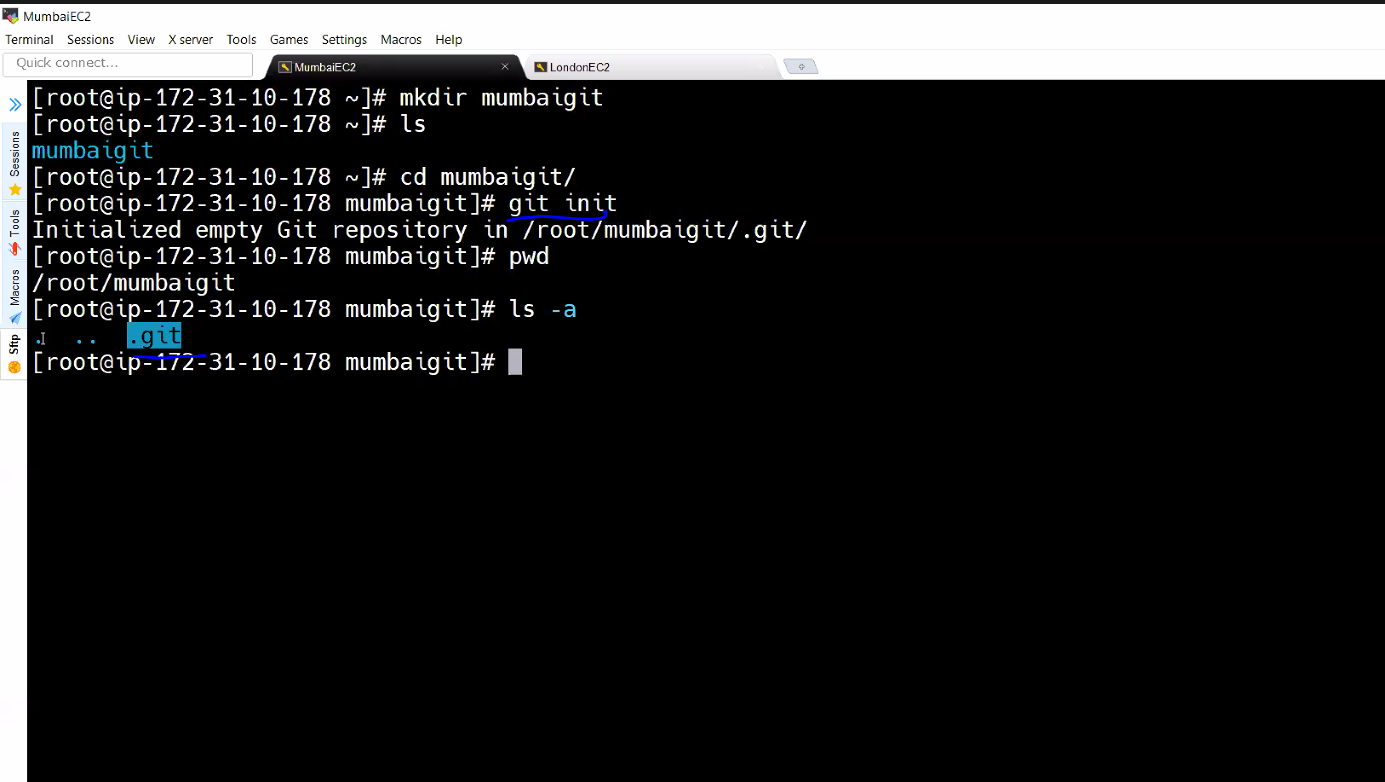 MumbaiEC2
Terminal Sessions View X server Tools Games Settings Macros Help
Quick connect...
MumbaiEC2
LondonEC2
Sessions
Tools
Macros
Sftp
[root@ip-172-31-10-178 ~]# mkdir mumbaigit
[root@ip-172-31-10-178 ~]# ls
mumbaigit
[root@ip-172-31-10-178 ~]# cd mumbaigit/
[root@ip-172-31-10-178 mumbaigit]# git init
Initialized empty Git repository in /root/mumbaigit/.git/
[root@ip-172-31-10-178 mumbaigit]# pwd
/root/mumbaigit
[root@ip-172-31-10-178 mumbaigit]# ls -a
. .. .git
[root@ip-172-31-10-178 mumbaigit]#